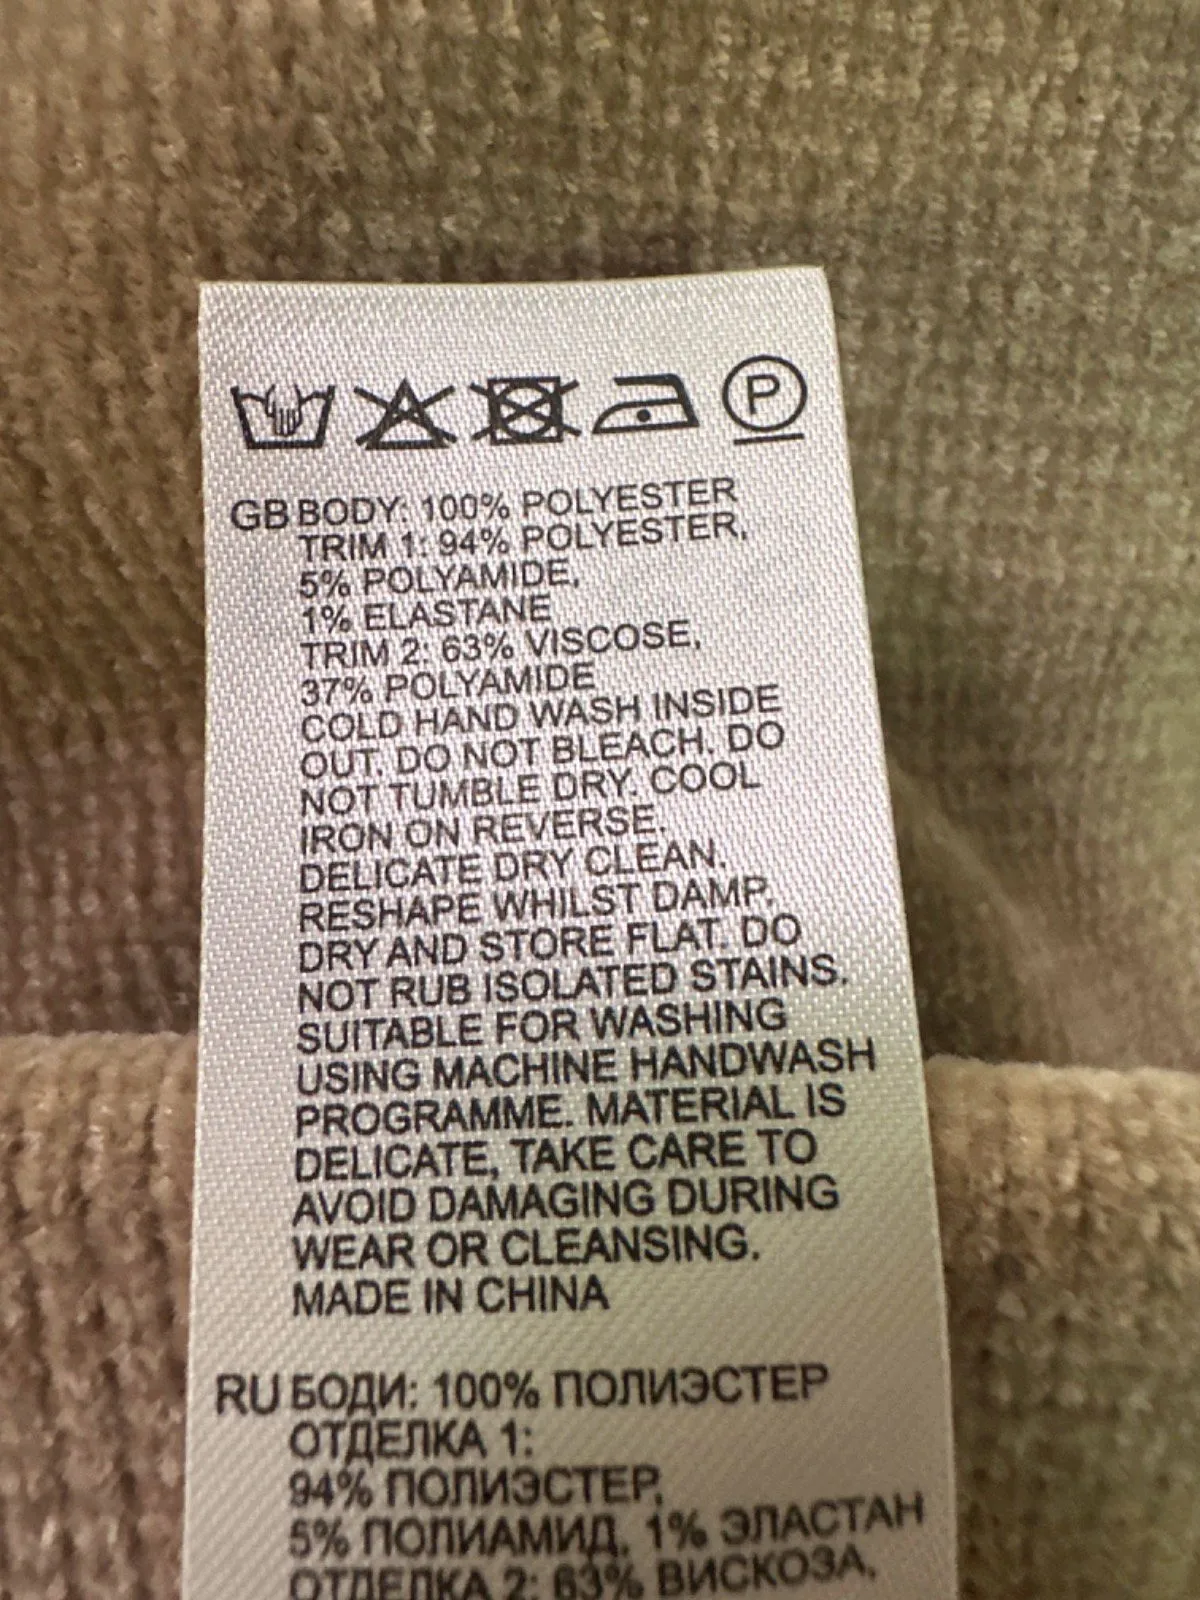 P
GB BODY: 100% POLYESTER
TRIM 1: 94% POLYESTER,
5% POLYAMIDE,
1% ELASTANE
TRIM 2: 63% VISCOSE,
37% POLYAMIDE
COLD HAND WASH INSIDE
OUT. DO NOT BLEACH. DO
NOT TUMBLE DRY. COOL
IRON ON REVERSE.
DELICATE DRY CLEAN.
RESHAPE WHILST DAMP.
DRY AND STORE FLAT. DO
NOT RUB ISOLATED STAINS.
SUITABLE FOR WASHING
USING MACHINE HANDWASH
PROGRAMME. MATERIAL IS
DELICATE, TAKE CARE TO
AVOID DAMAGING DURING
WEAR OR CLEANSING.
MADE IN CHINA
RU БОДИ: 100% ПОЛИЭСТЕР
ОТДЕЛКА 1:
94% ПОЛИЭСТЕР,
5% ПОЛИАМИД, 1% ЭЛАСТАН
ОТДЕЛКА 2: 63% ВИСКОЗА,